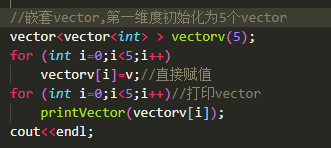 //嵌套vector,第一维度初始化为5个vector
vector<vector<int> > vectorv(5);
for (int i=0;i<5;i++)
    vectorv[i]=v;//直接赋值
for (int i=0;i<5;i++)//打印vector
    printVector(vectorv[i]);
cout<<endl;